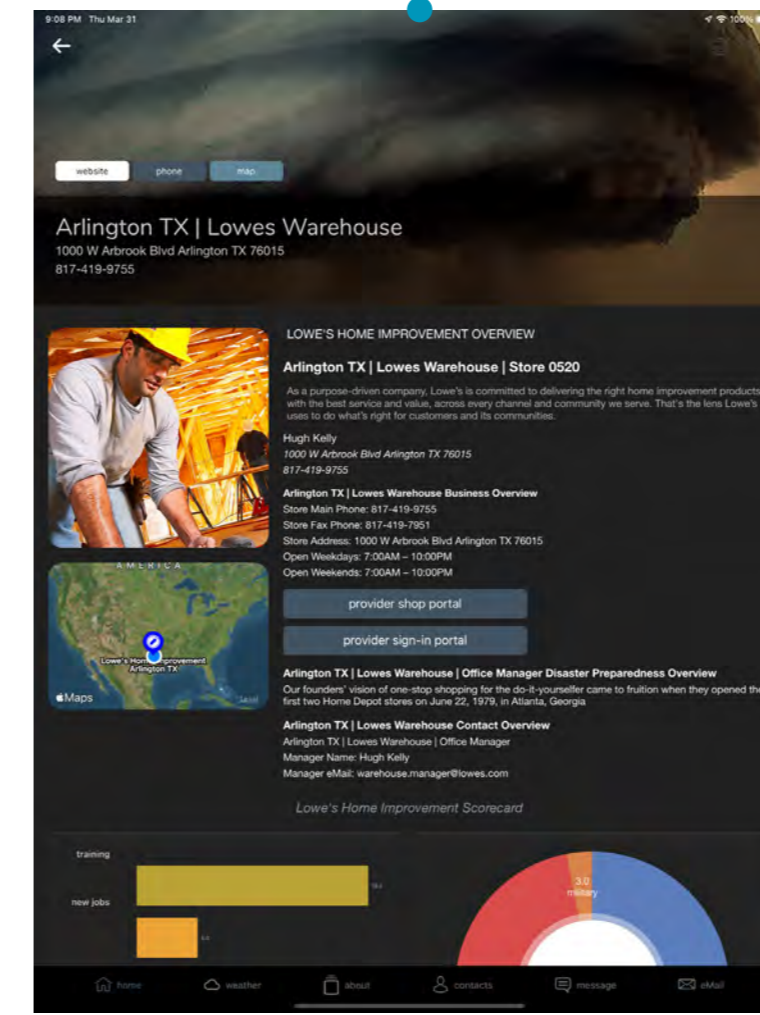 9:08 PM Thu Mar 31
100%
website
phone
map
Arlington TX | Lowes Warehouse
1000 W Arbrook Blvd Arlington TX 76015
817-419-9755
LOWE'S HOME IMPROVEMENT OVERVIEW
Arlington TX | Lowes Warehouse | Store 0520
As a purpose-driven company, Lowe's is committed to delivering the right home improvement products
with the best service and value, across every channel and community we serve. That's the lens Lowe's
uses to do what's right for customers and its communities.
Hugh Kelly
1000 W Arbrook Blvd Arlington TX 76015
817-419-9755
Arlington TX | Lowes Warehouse Business Overview
Store Main Phone: 817-419-9755
Store Fax Phone: 817-419-7951
Store Address: 1000 W Arbrook Blvd Arlington TX 76015
Open Weekdays: 7:00AM – 10:00PM
Open Weekends: 7:00AM – 10:00PM
AMERICA
Lowe's Home Improvement
Arlington TX
Maps
Legal
provider shop portal
provider sign-in portal
Arlington TX | Lowes Warehouse | Office Manager Disaster Preparedness Overview
Our founders' vision of one-stop shopping for the do-it-yourselfer came to fruition when they opened the
first two Home Depot stores on June 22, 1979, in Atlanta, Georgia
Arlington TX | Lowes Warehouse Contact Overview
Arlington TX | Lowes Warehouse | Office Manager
Manager Name: Hugh Kelly
Manager eMail: warehouse.manager@lowes.com
Lowe's Home Improvement Scorecard
training
new jobs
3.0
military
home
weather
about
contacts
message
eMail